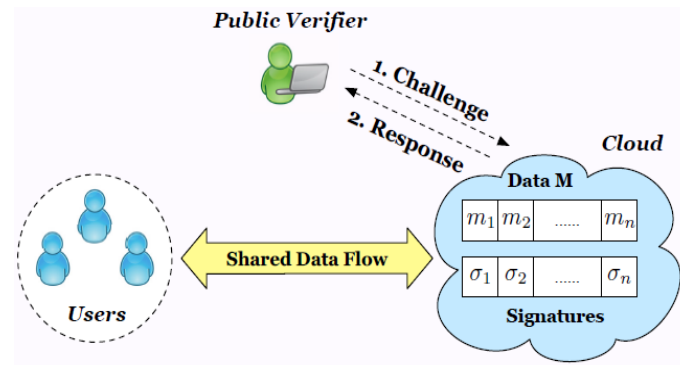 Public Verifier
1. Challenge
2. Response
Cloud
Data M
m₁ m₂ ...... mₙ
Shared Data Flow
σ₁ σ₂ ...... σₙ
Users
Signatures